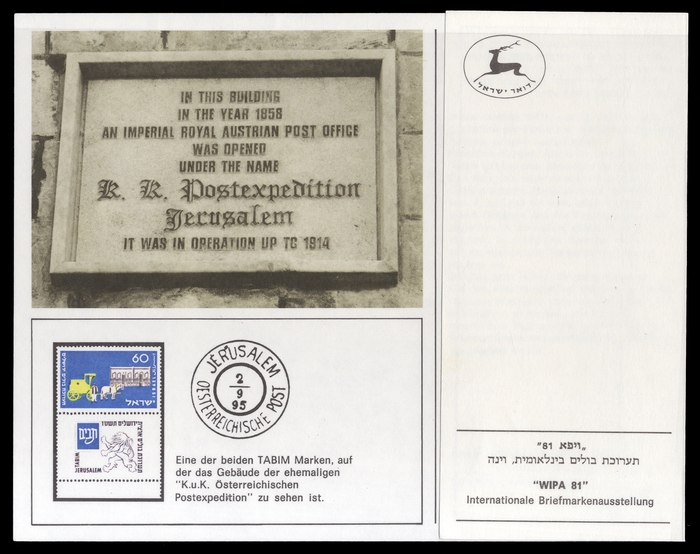 IN THIS BUILDING
IN THE YEAR 1858
AN IMPERIAL ROYAL AUSTRIAN POST OFFICE
WAS OPENED
UNDER THE NAME
K. K. Postexpedition
Jerusalem
IT WAS IN OPERATION UP TO 1914
60
ישראל
תבים
WIRKS
JERUSALEM
JERUSALEM
2
9
95
OESTERREICHISCHE POST
Eine der beiden TABIM Marken, auf
der das Gebäude der ehemaligen
"K.u.K. Österreichischen
Postexpedition" zu sehen ist.
דואר ישראל
„ויפא 81"
תערוכת בולים בינלאומית, וינה
"WIPA 81"
Internationale Briefmarkenausstellung